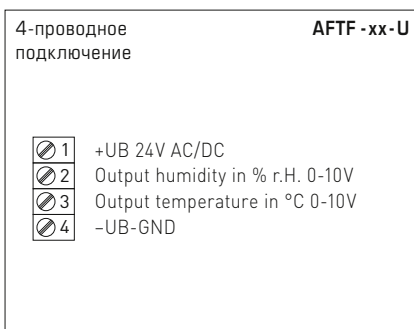 4-проводное
подключение
AFTF -xx-U
1 +UB 24V AC/DC
2 Output humidity in % r.H. 0-10V
3 Output temperature in °C 0-10V
4 –UB-GND